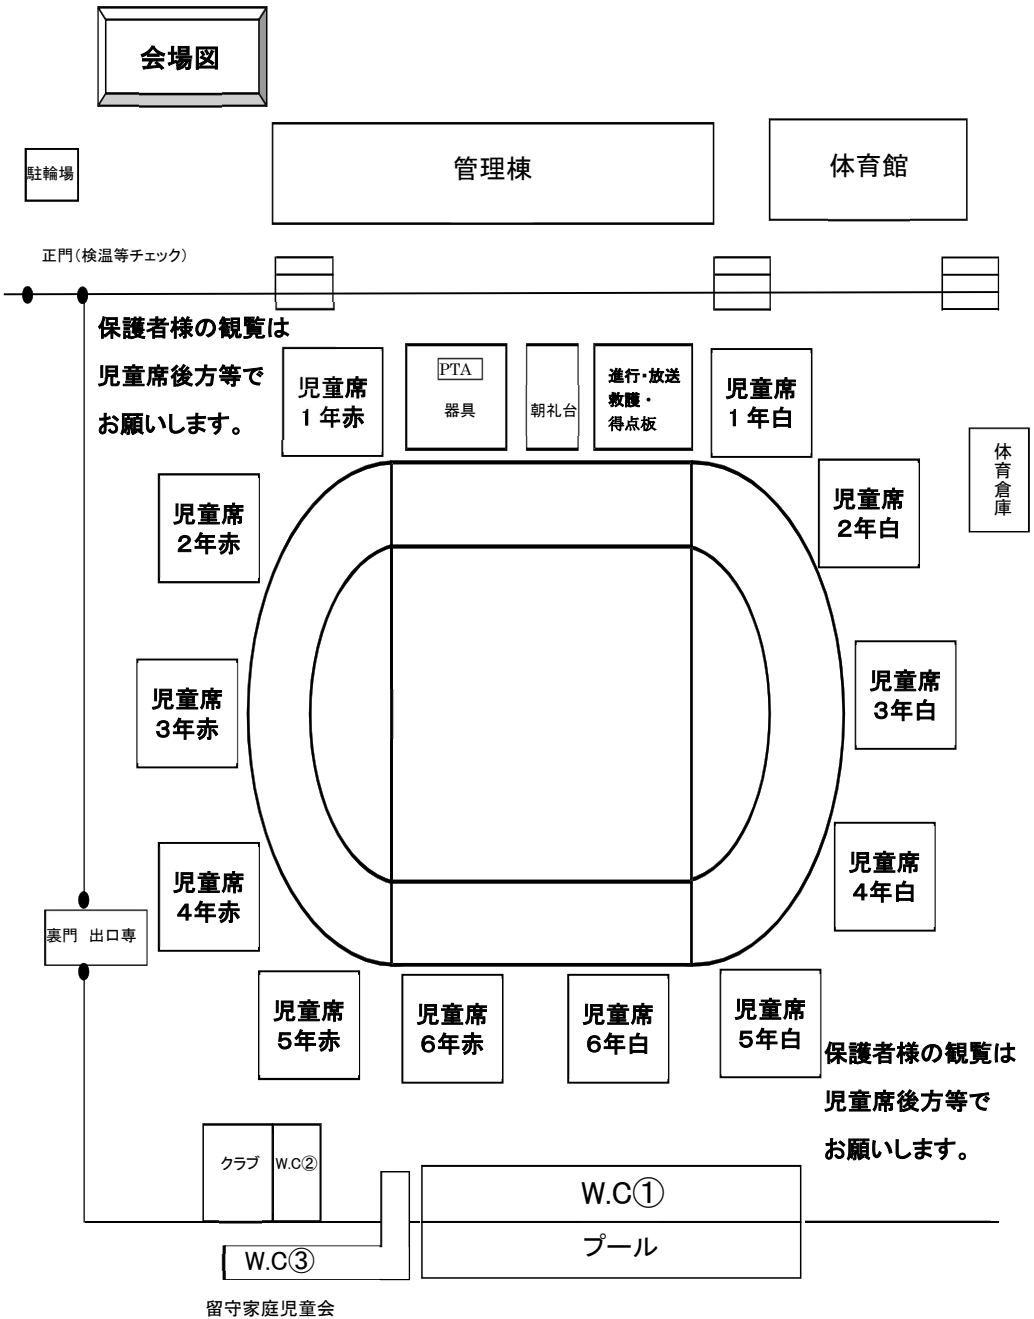 会場図
管理棟
体育館
駐輪場
正門(検温等チェック)
保護者様の観覧は
児童席後方等で
お願いします。
児童席
1年赤
PTA
器具
朝礼台
進行・放送
救護・
得点板
児童席
1年白
体育倉庫
児童席
2年赤
児童席
2年白
児童席
3年赤
児童席
3年白
児童席
4年赤
児童席
4年白
裏門 出口専
児童席
5年赤
児童席
6年赤
児童席
6年白
児童席
5年白
保護者様の観覧は
児童席後方等で
お願いします。
クラブ
W.C②
W.C①
プール
W.C③
留守家庭児童会